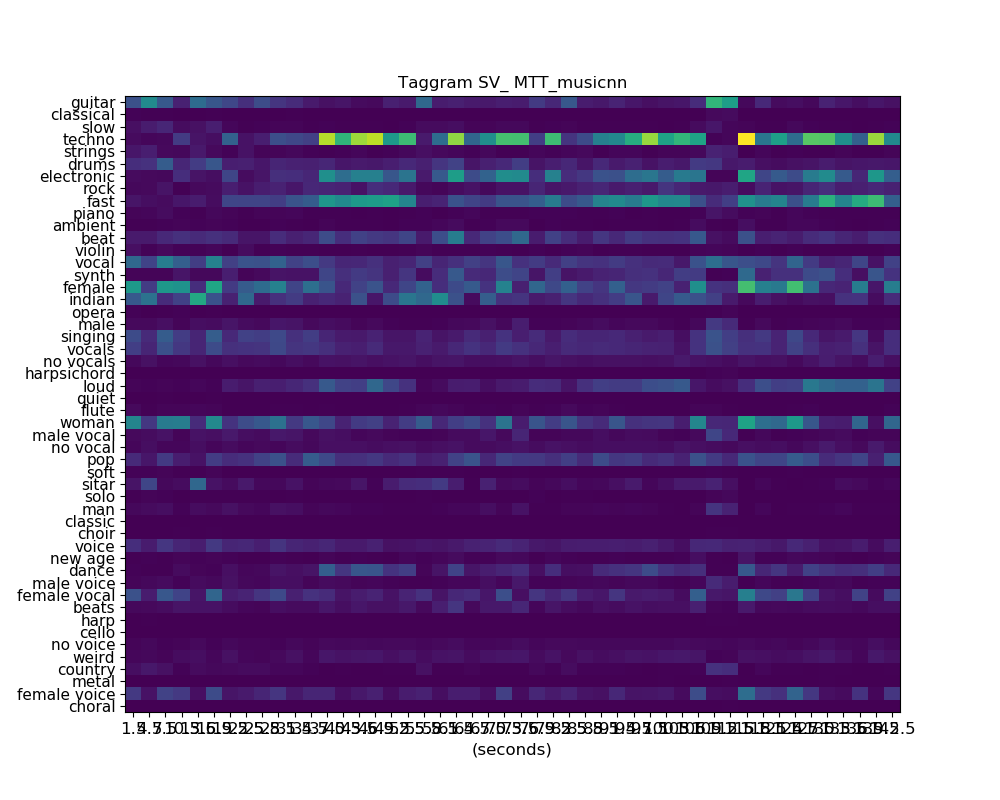 Taggram SV_ MTT_musicnn
guitar
classical
slow
techno
strings
drums
electronic
rock
fast
piano
ambient
beat
violin
vocal
synth
female
indian
opera
male
singing
vocals
no vocals
harpsichord
loud
quiet
flute
woman
male vocal
no vocal
pop
soft
sitar
solo
man
classic
choir
voice
new age
dance
male voice
female vocal
beats
harp
cello
no voice
weird
country
metal
female voice
choral
(seconds)